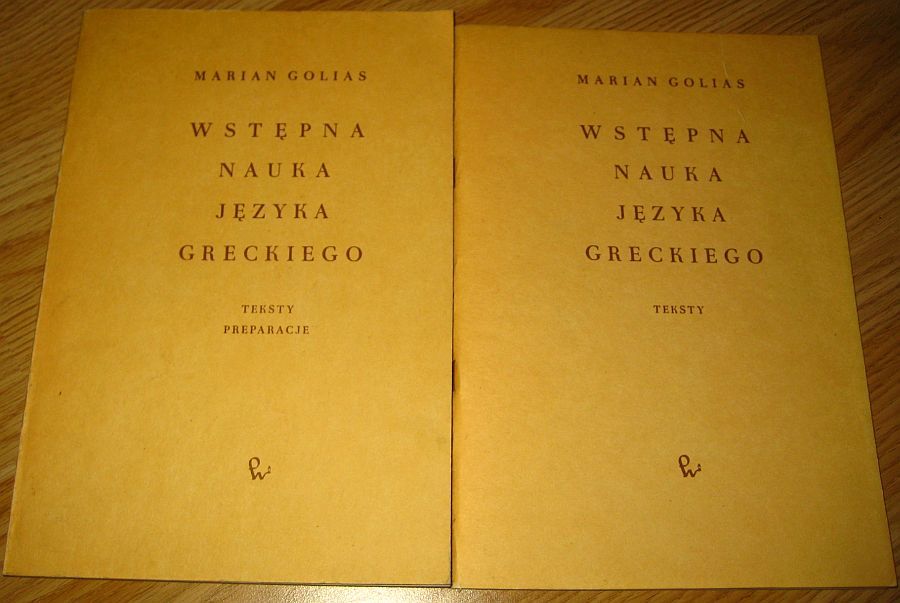 MARIAN GOLIAS
WSTĘPNA
NAUKA
JĘZYKA
GRECKIEGO
TEKSTY
PREPARACJE
MARIAN GOLIAS
WSTĘPNA
NAUKA
JĘZYKA
GRECKIEGO
TEKSTY